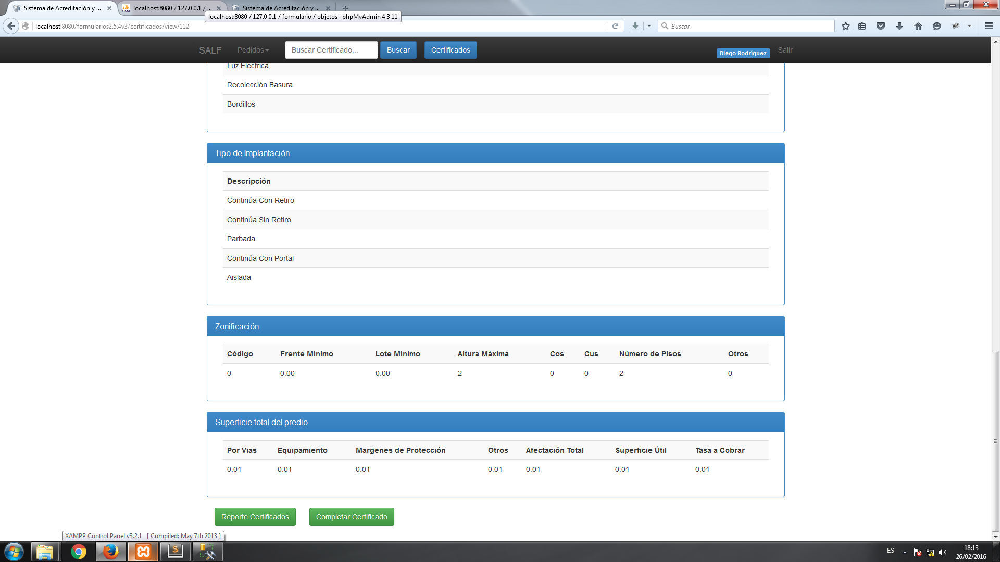 Sistema de Acreditación y ...
localhost:8080 / 127.0.0.1 / ...
Sistema de Acreditación y ...
localhost:8080 / 127.0.0.1 / formulario / objetos | phpMyAdmin 4.3.11
localhost:8080/formularios2.5.4v3/certificados/view/112
Buscar
SALF
Pedidos
Buscar Certificado...
Buscar
Certificados
Diego Rodríguez
Salir
Luz Eléctrica
Recolección Basura
Bordillos
Tipo de Implantación
Descripción
Continúa Con Retiro
Continúa Sin Retiro
Parbada
Continúa Con Portal
Aislada
Zonificación
Código Frente Mínimo Lote Mínimo Altura Máxima Cos Cus Número de Pisos Otros
0 0.00 0.00 2 0 0 2 0
Superficie total del predio
Por Vias Equipamiento Margenes de Protección Otros Afectación Total Superficie Útil Tasa a Cobrar
0.01 0.01 0.01 0.01 0.01 0.01 0.01
Reporte Certificados
Completar Certificado
XAMPP Control Panel v3.2.1 [ Compiled: May 7th 2013 ]
ES
18:13
26/02/2016